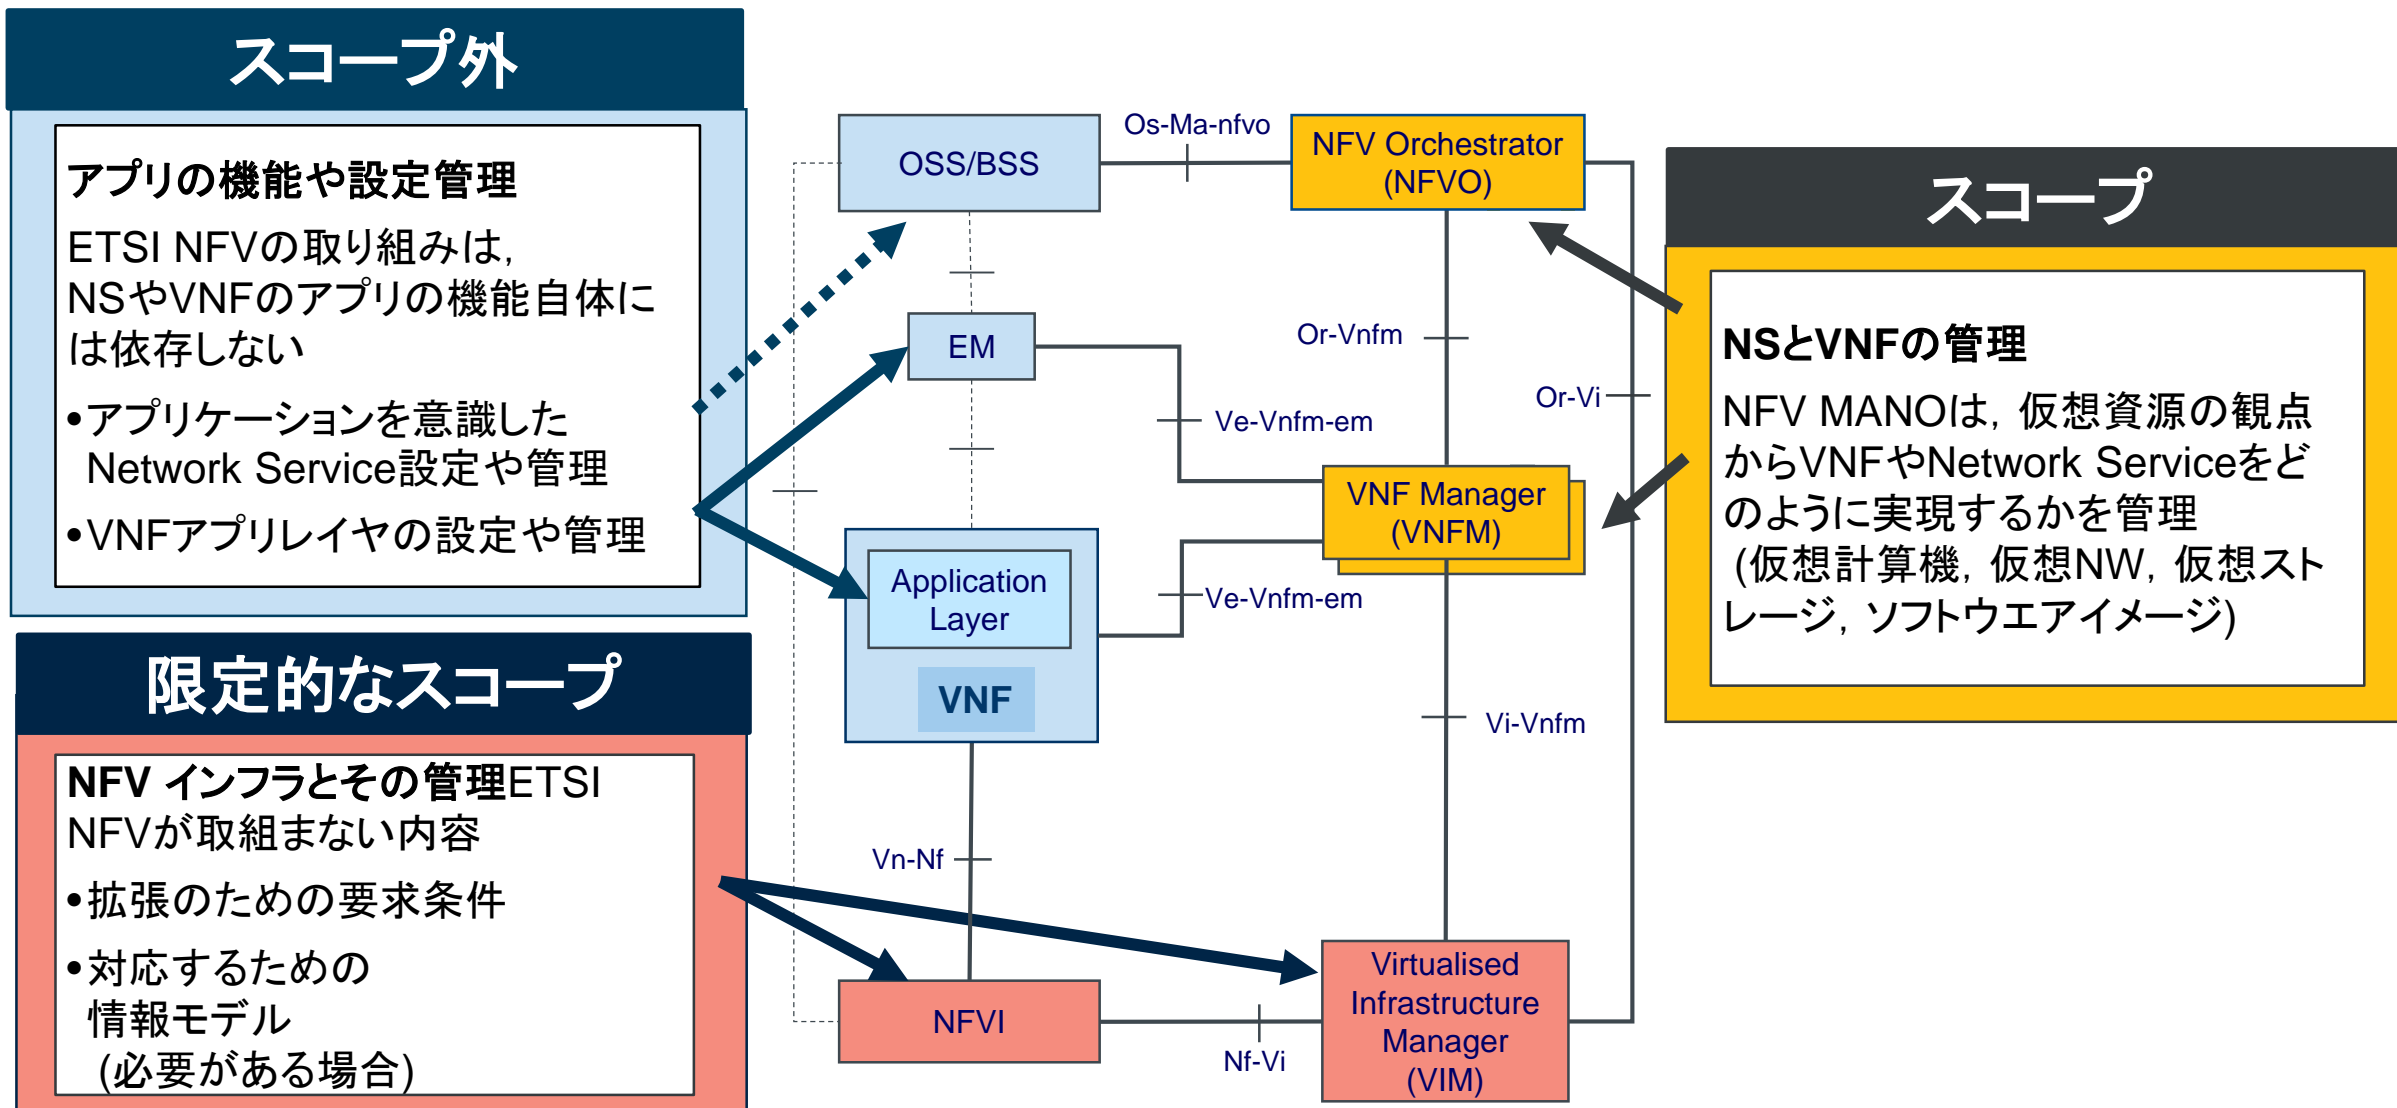 スコープ外
アプリの機能や設定管理
ETSI NFVの取り組みは,
NSやVNFのアプリの機能自体に
は依存しない
•アプリケーションを意識した
Network Service設定や管理
•VNFアプリレイヤの設定や管理
限定的なスコープ
NFV インフラとその管理ETSI
NFVが取組まない内容
•拡張のための要求条件
•対応するための
情報モデル
(必要がある場合)
OSS/BSS
Os-Ma-nfvo
NFV Orchestrator
(NFVO)
EM
Or-Vnfm
Or-Vi
Ve-Vnfm-em
VNF Manager
(VNFM)
Application
Layer
VNF
Ve-Vnfm-em
Vi-Vnfm
Vn-Nf
NFVI
Nf-Vi
Virtualised
Infrastructure
Manager
(VIM)
スコープ
NSとVNFの管理
NFV MANOは, 仮想資源の観点
からVNFやNetwork Serviceをど
のように実現するかを管理
(仮想計算機, 仮想NW, 仮想スト
レージ, ソフトウエアイメージ)